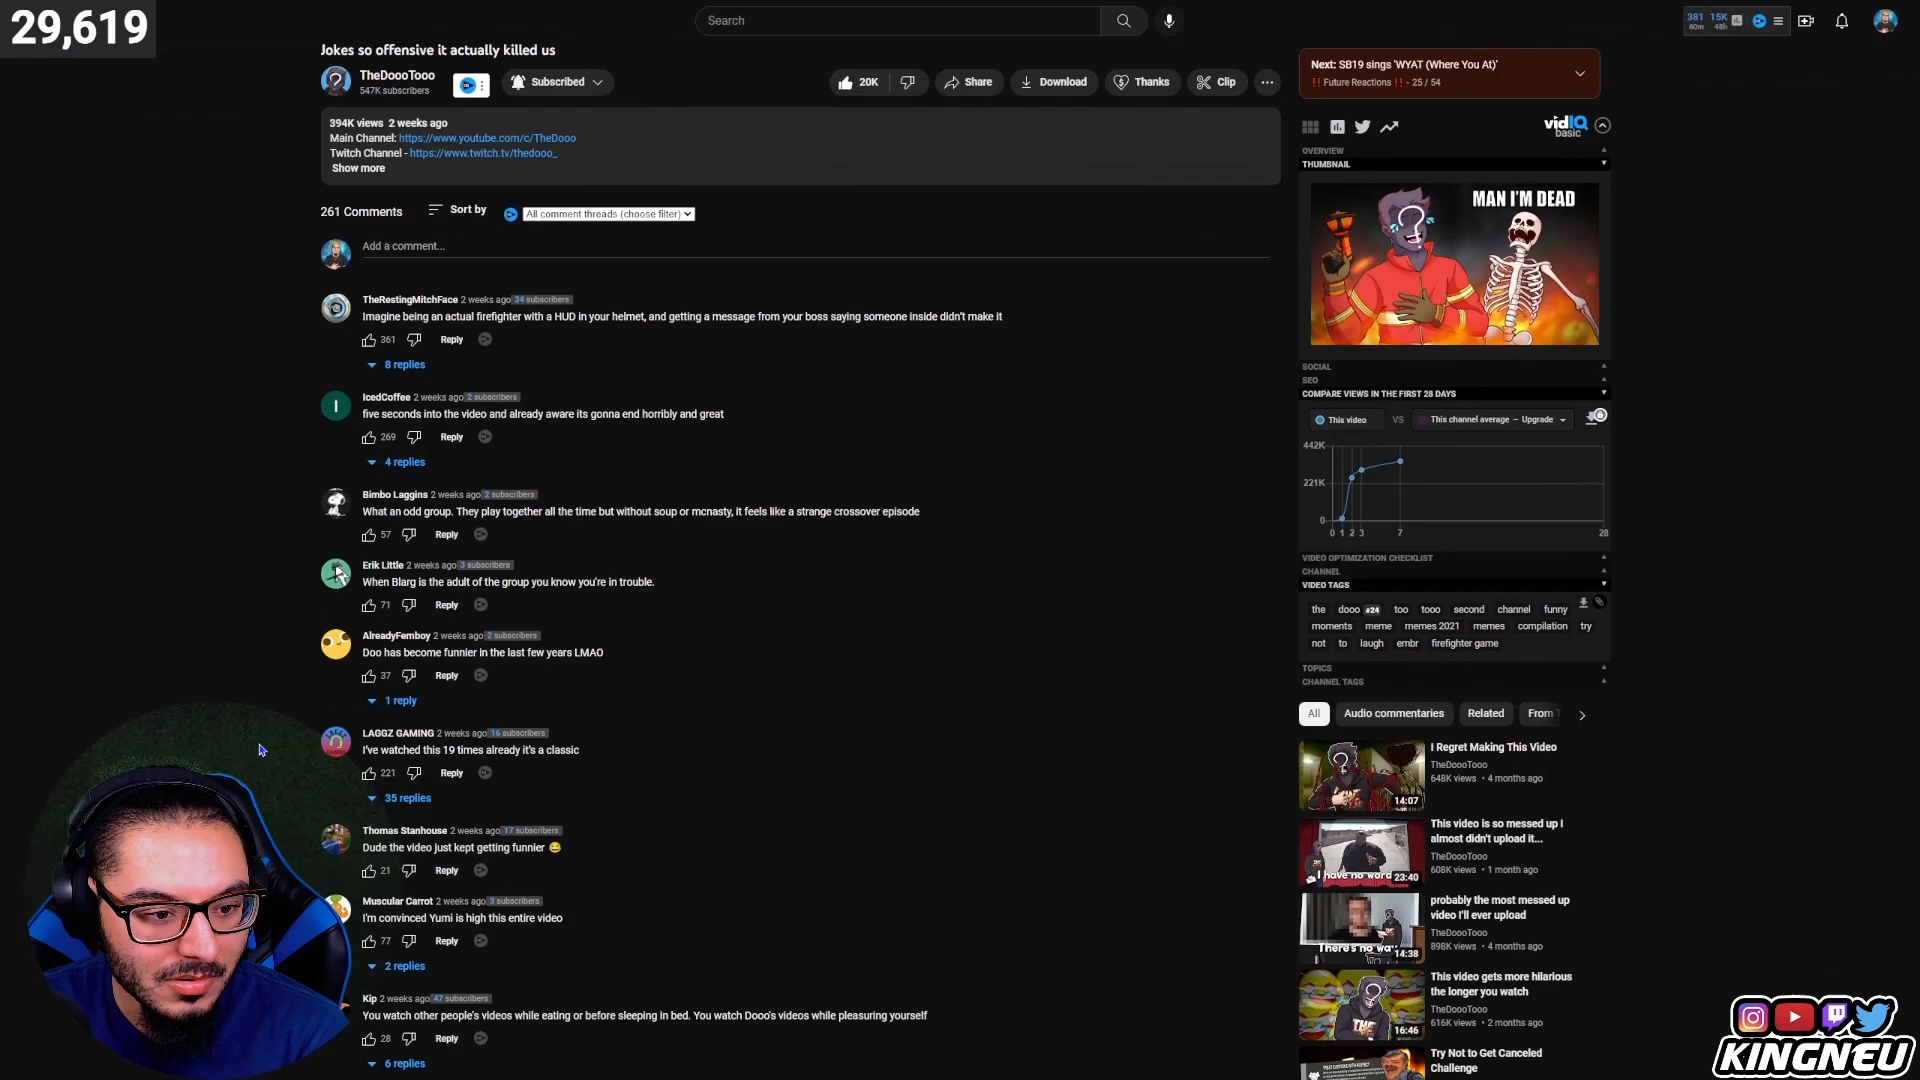 29,619
Search
381 15K
60m 48h
Jokes so offensive it actually killed us
TheDoooTooo
547K subscribers
Subscribed
20K
Share
Download
Thanks
Clip
394K views 2 weeks ago
Main Channel: https://www.youtube.com/c/TheDooo
Twitch Channel - https://www.twitch.tv/thedooo_
Show more
261 Comments
Sort by
All comment threads (choose filter)
Add a comment...
TheRestingMitchFace 2 weeks ago 34 subscribers
Imagine being an actual firefighter with a HUD in your helmet, and getting a message from your boss saying someone inside didn't make it
361 Reply
8 replies
I
IcedCoffee 2 weeks ago 2 subscribers
five seconds into the video and already aware its gonna end horribly and great
269 Reply
4 replies
Bimbo Laggins 2 weeks ago 2 subscribers
What an odd group. They play together all the time but without soup or mcnasty, it feels like a strange crossover episode
57 Reply
Erik Little 2 weeks ago 3 subscribers
When Blarg is the adult of the group you know you're in trouble.
71 Reply
AlreadyFemboy 2 weeks ago 2 subscribers
Doo has become funnier in the last few years LMAO
37 Reply
1 reply
LAGGZ GAMING 2 weeks ago 16 subscribers
I've watched this 19 times already it's a classic
221 Reply
35 replies
Thomas Stanhouse 2 weeks ago 17 subscribers
Dude the video just kept getting funnier 😂
21 Reply
Muscular Carrot 2 weeks ago 3 subscribers
I'm convinced Yumi is high this entire video
77 Reply
2 replies
Kip 2 weeks ago 47 subscribers
You watch other people's videos while eating or before sleeping in bed. You watch Dooo's videos while pleasuring yourself
28 Reply
6 replies
Next: SB19 sings 'WYAT (Where You At)'
‼ Future Reactions ‼ - 25 / 54
vidIQ
basic
OVERVIEW
THUMBNAIL
MAN I'M DEAD
SOCIAL
SEO
COMPARE VIEWS IN THE FIRST 28 DAYS
This video VS This channel average – Upgrade
442K
221K
0
0 1 2 3 7 28
VIDEO OPTIMIZATION CHECKLIST
CHANNEL
VIDEO TAGS
the dooo #24 too tooo second channel funny
moments meme memes 2021 memes compilation try
not to laugh embr firefighter game
TOPICS
CHANNEL TAGS
All Audio commentaries Related From
I Regret Making This Video
TheDoooTooo
648K views • 4 months ago
14:07
This video is so messed up I
almost didn't upload it...
TheDoooTooo
608K views • 1 month ago
I have no word
23:40
probably the most messed up
video I'll ever upload
TheDoooTooo
898K views • 4 months ago
There's no wa
14:38
This video gets more hilarious
the longer you watch
TheDoooTooo
616K views • 2 months ago
THE
16:46
Try Not to Get Canceled
Challenge
KINGNEU